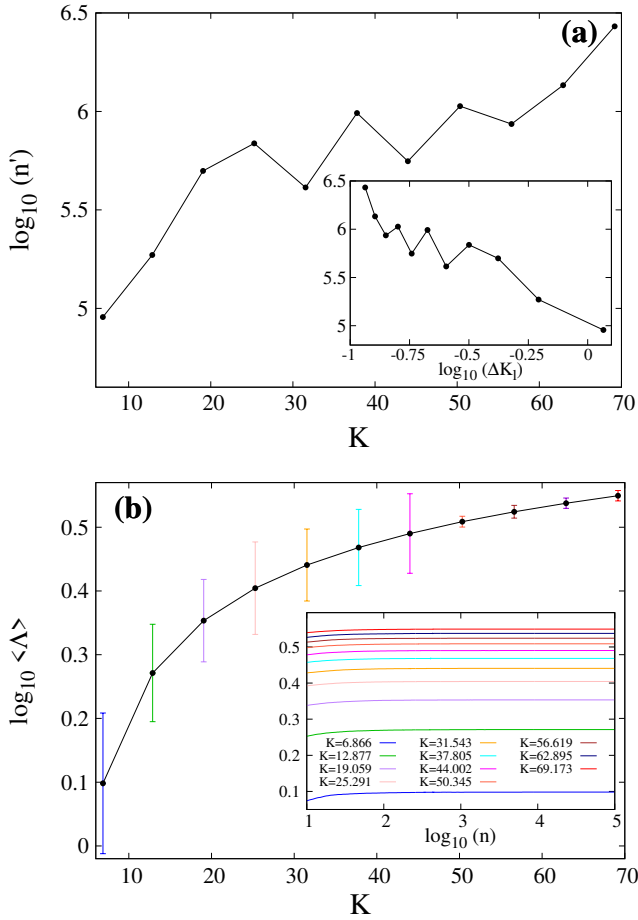 (a)
6.5
6
5.5
5
log10 (n')
10 20 30 40 50 60 70
K
6.5
6
5.5
5
-1 -0.75 -0.5 -0.25 0
log10 (ΔKl)
(b)
0.5
0.4
0.3
0.2
0.1
0
log10 <Λ>
10 20 30 40 50 60 70
K
0.5
0.4
0.3
0.2
0.1
K=6.866 K=31.543 K=56.619
K=12.877 K=37.805 K=62.895
K=19.059 K=44.002 K=69.173
K=25.291 K=50.345
1 2 3 4 5
log10 (n)